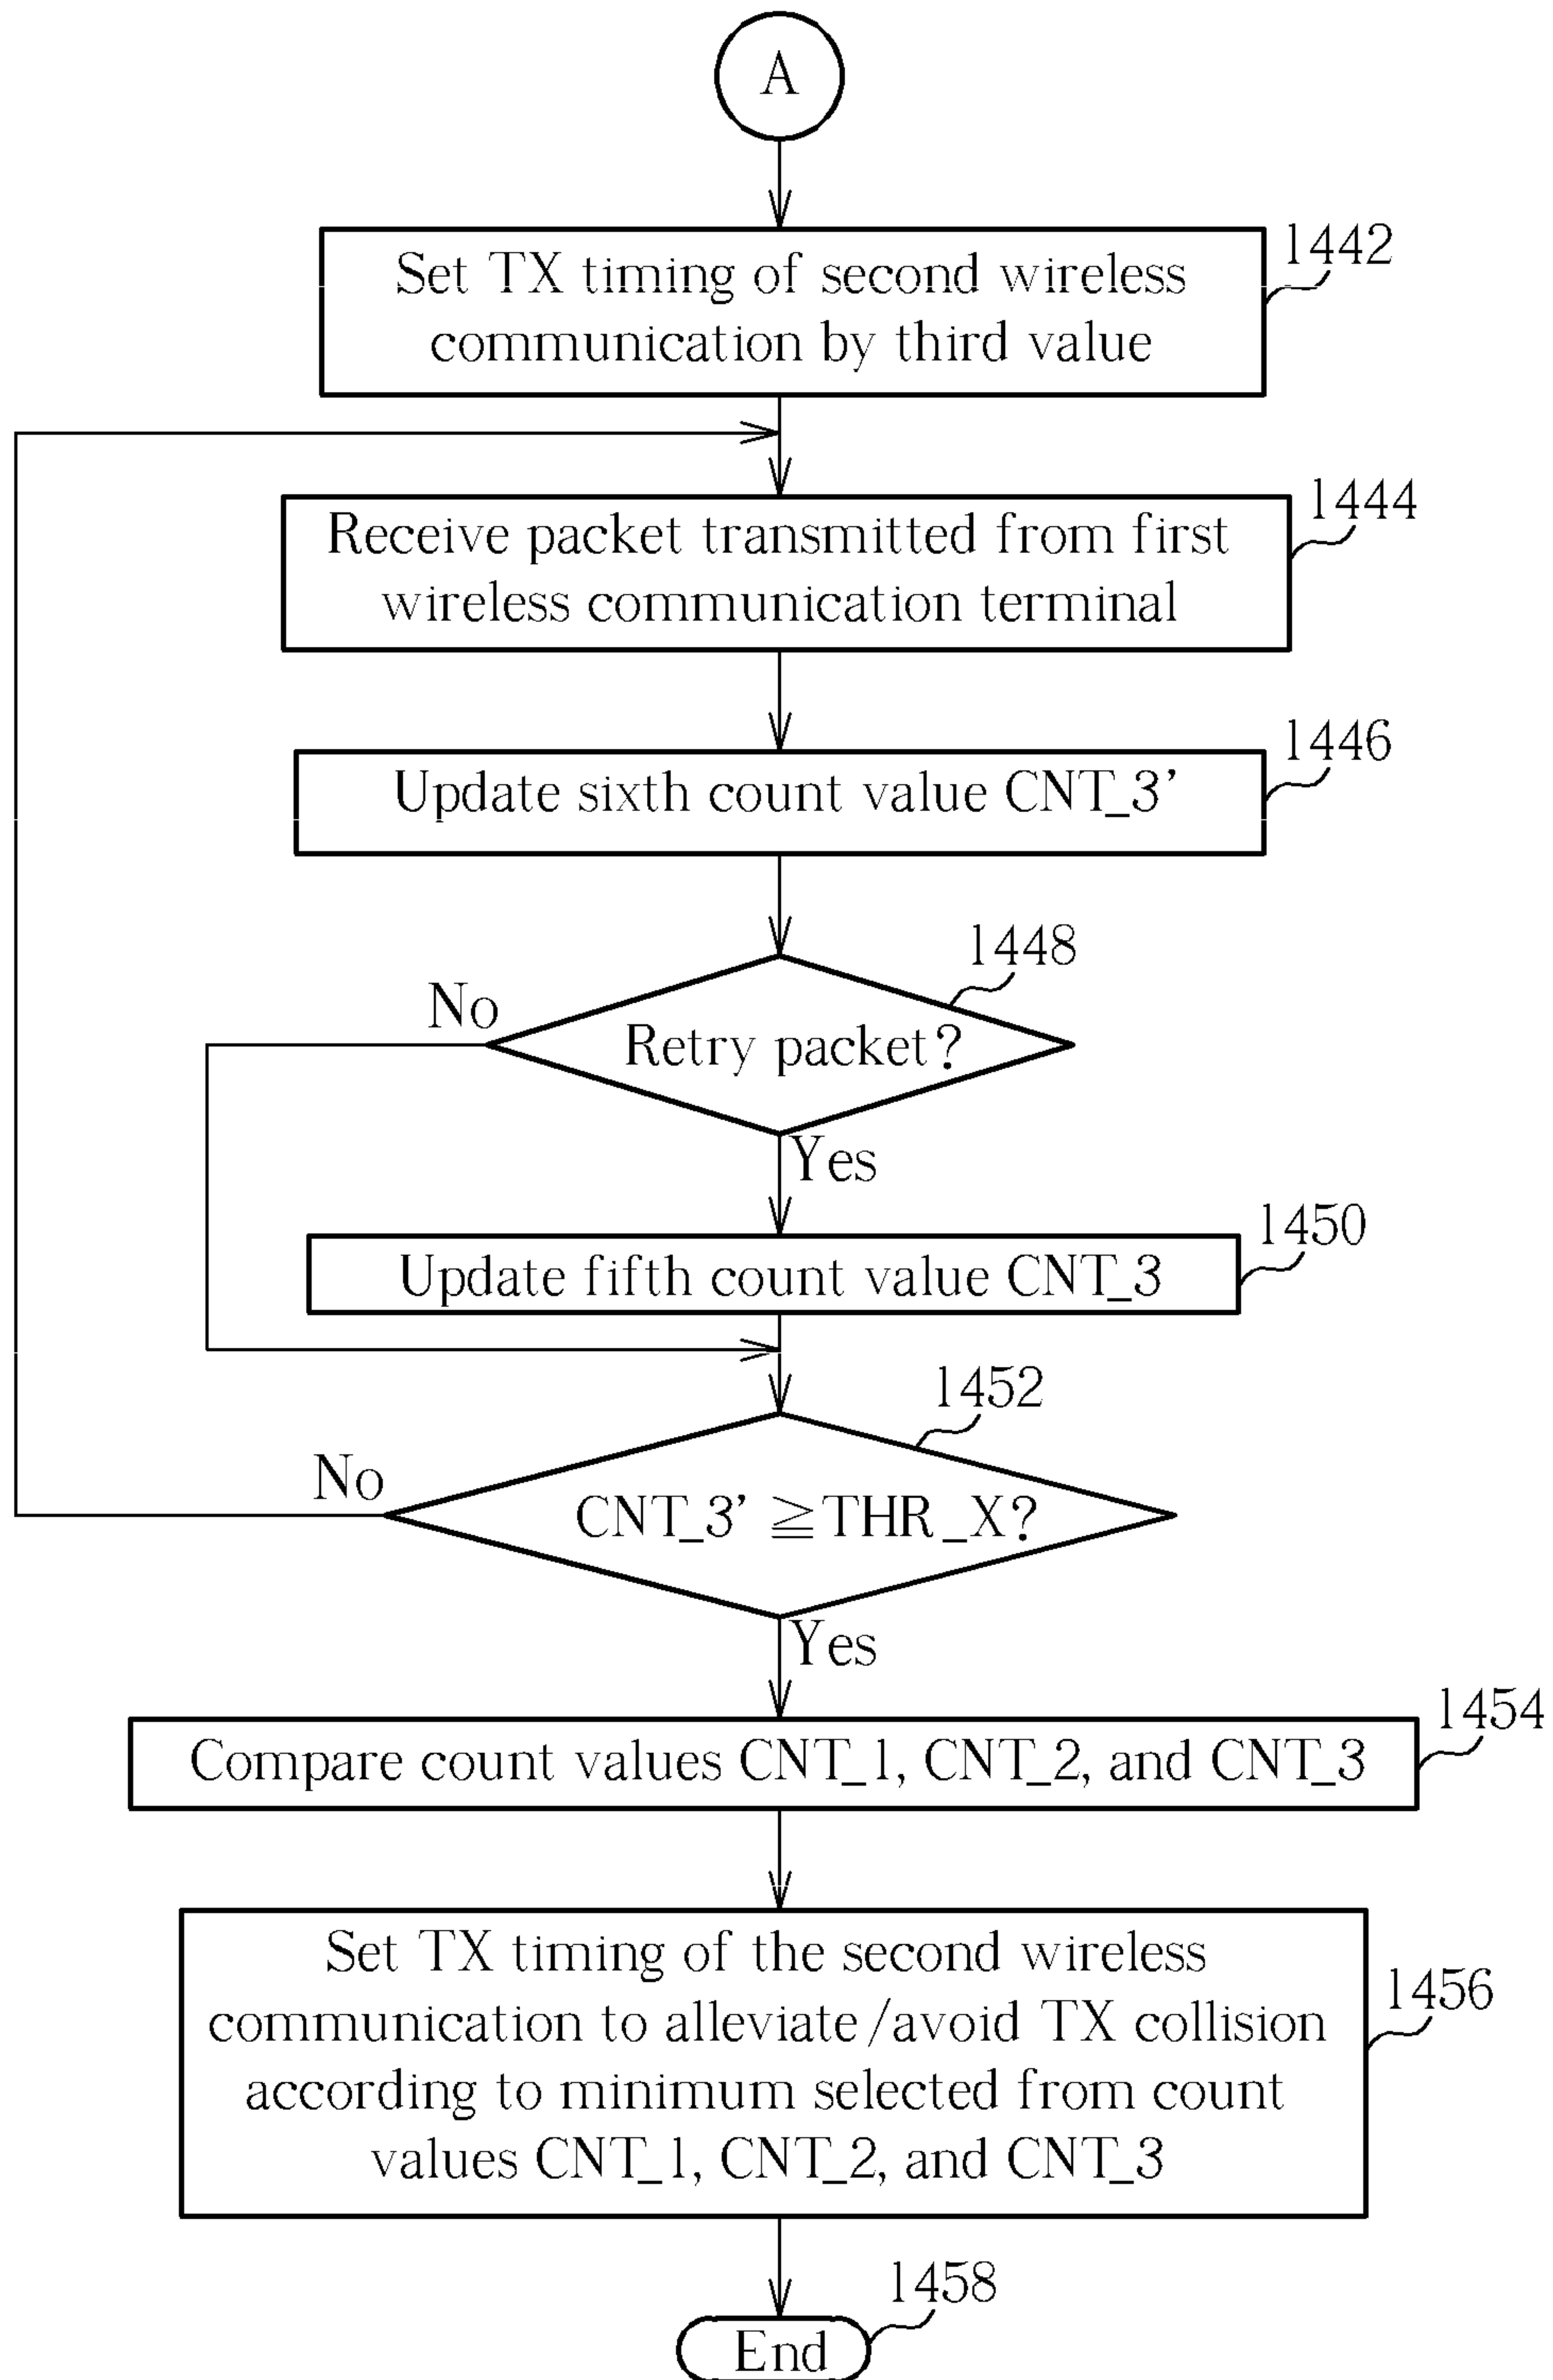 A
Set TX timing of second wireless
communication by third value
1442
Receive packet transmitted from first
wireless communication terminal
1444
Update sixth count value CNT_3’
1446
1448
No
Retry packet?
Yes
Update fifth count value CNT_3
1450
1452
No
CNT_3’ ≧THR_X?
Yes
Compare count values CNT_1, CNT_2, and CNT_3
1454
Set TX timing of the second wireless
communication to alleviate/avoid TX collision
according to minimum selected from count
values CNT_1, CNT_2, and CNT_3
1456
1458
End